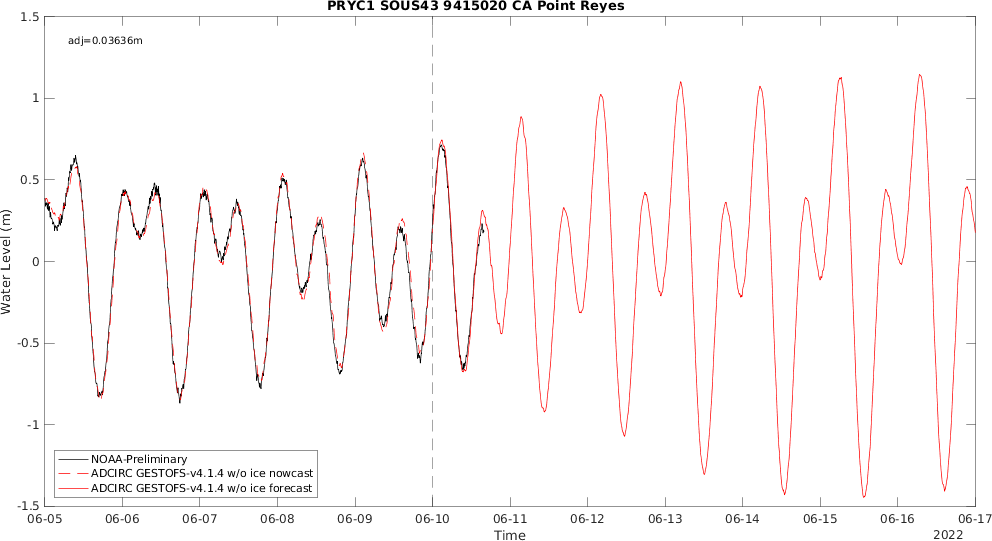 PRYC1 SOUS43 9415020 CA Point Reyes
adj=0.03636m
1.5
1
0.5
0
-0.5
-1
-1.5
Water Level (m)
NOAA-Preliminary
ADCIRC GESTOFS-v4.1.4 w/o ice nowcast
ADCIRC GESTOFS-v4.1.4 w/o ice forecast
06-05 06-06 06-07 06-08 06-09 06-10 06-11 06-12 06-13 06-14 06-15 06-16 06-17
Time
2022